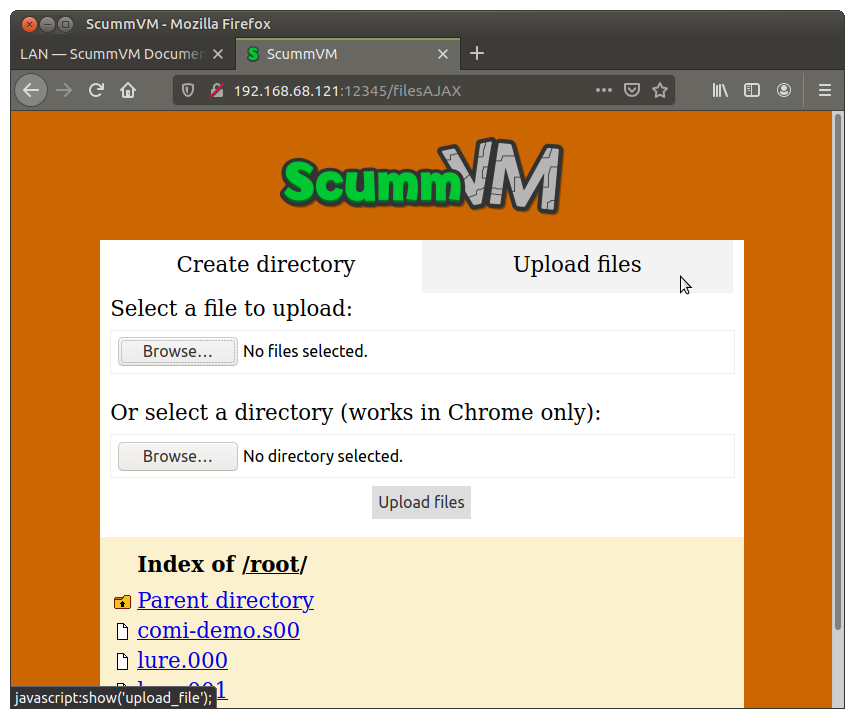 ScummVM - Mozilla Firefox
LAN — ScummVM Documen
ScummVM
192.168.68.121:12345/filesAJAX
ScummVM
Create directory
Upload files
Select a file to upload:
Browse... No files selected.
Or select a directory (works in Chrome only):
Browse... No directory selected.
Upload files
Index of /root/
Parent directory
comi-demo.s00
lure.000
javascript:show('upload_file');